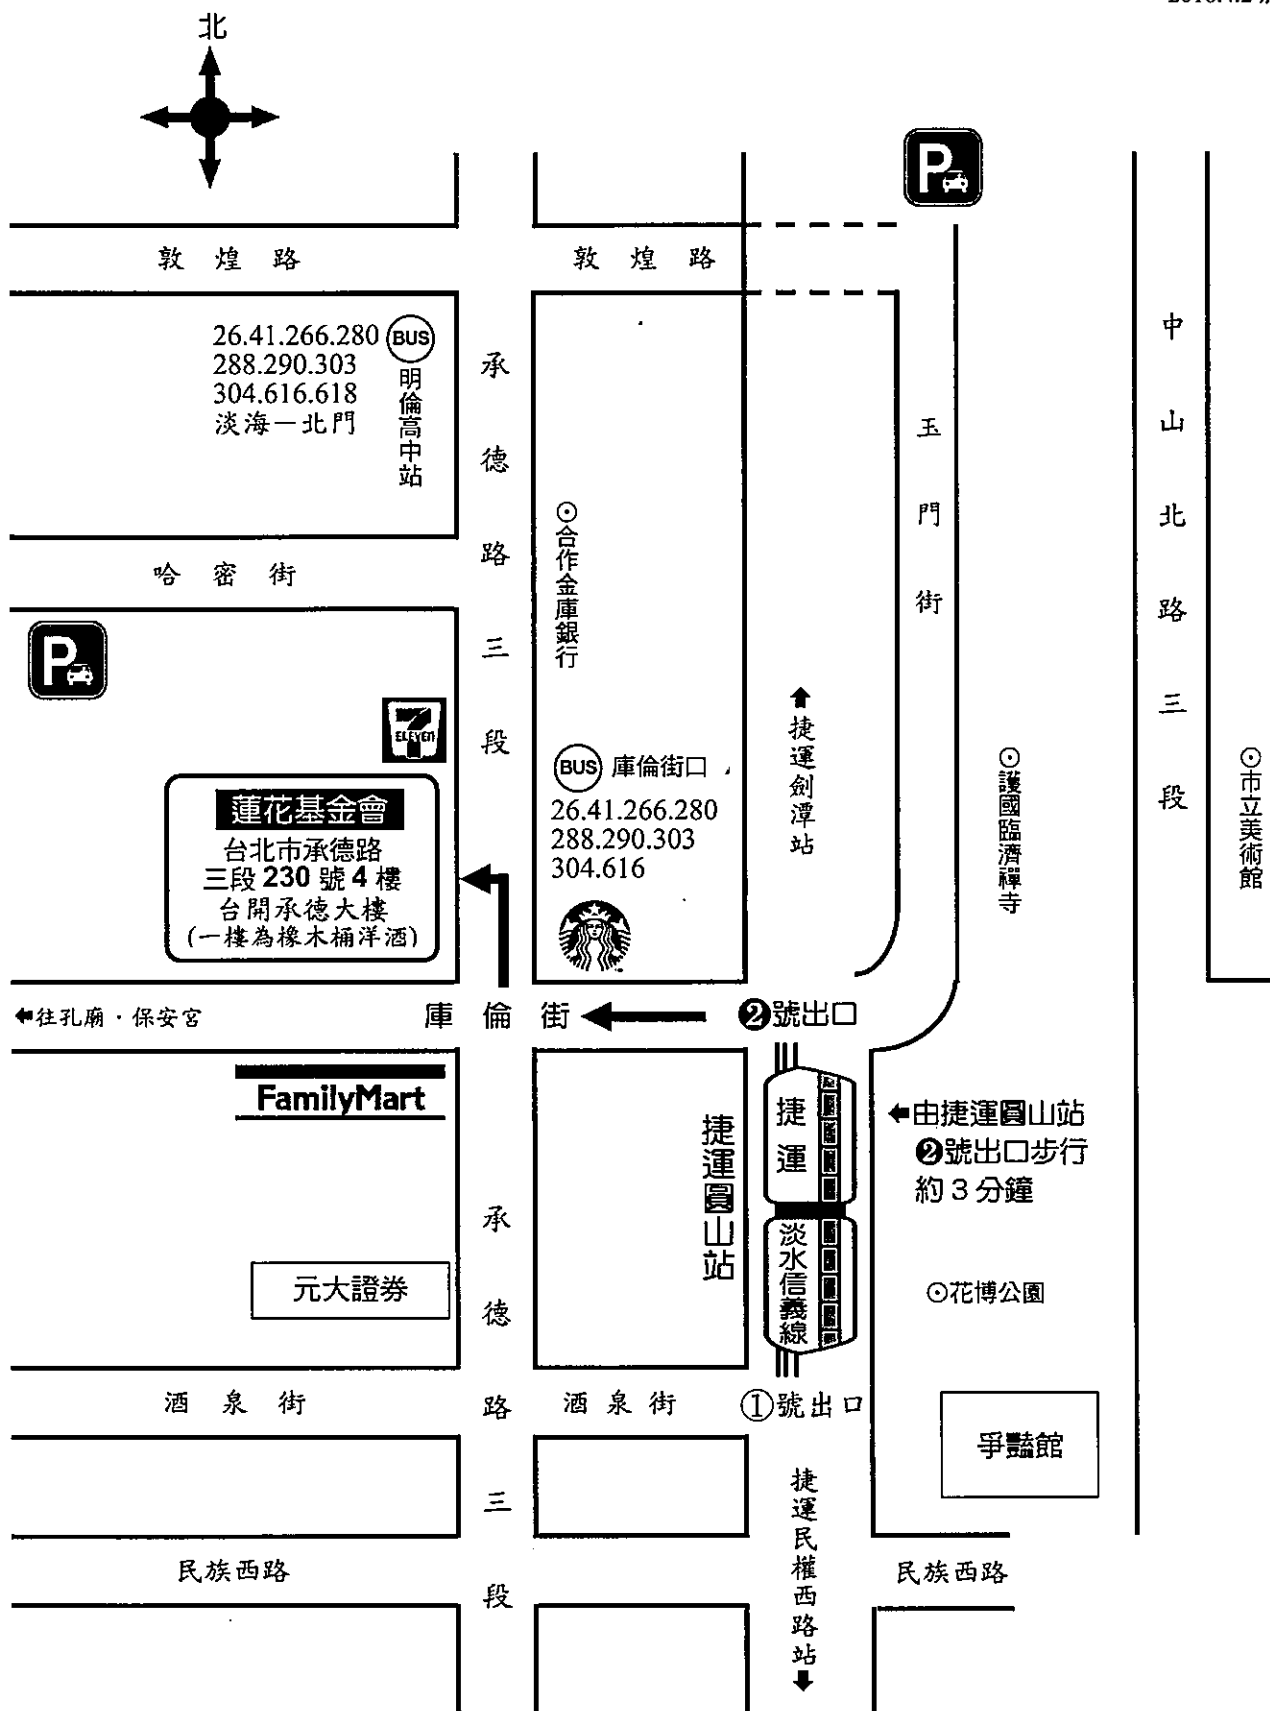 北
P
敦煌路
敦煌路
26.41.266.280
288.290.303
304.616.618
淡海－北門
BUS
明倫高中站
承德路三段
玉門街
中山北路三段
⊙合作金庫銀行
哈密街
P
7
ELEVEn
BUS 庫倫街口
26.41.266.280
288.290.303
304.616
⬆捷運劍潭站
⊙護國臨濟禪寺
⊙市立美術館
蓮花基金會
台北市承德路
三段 230 號 4 樓
台開承德大樓
(一樓為橡木桶洋酒)
⬅往孔廟．保安宮
庫倫街
❷號出口
FamilyMart
捷運圓山站
捷運
淡水信義線
⬅由捷運圓山站
❷號出口步行
約 3 分鐘
承德路三段
元大證券
⊙花博公園
酒泉街
酒泉街
①號出口
爭豔館
捷運民權西路站⬇
民族西路
民族西路